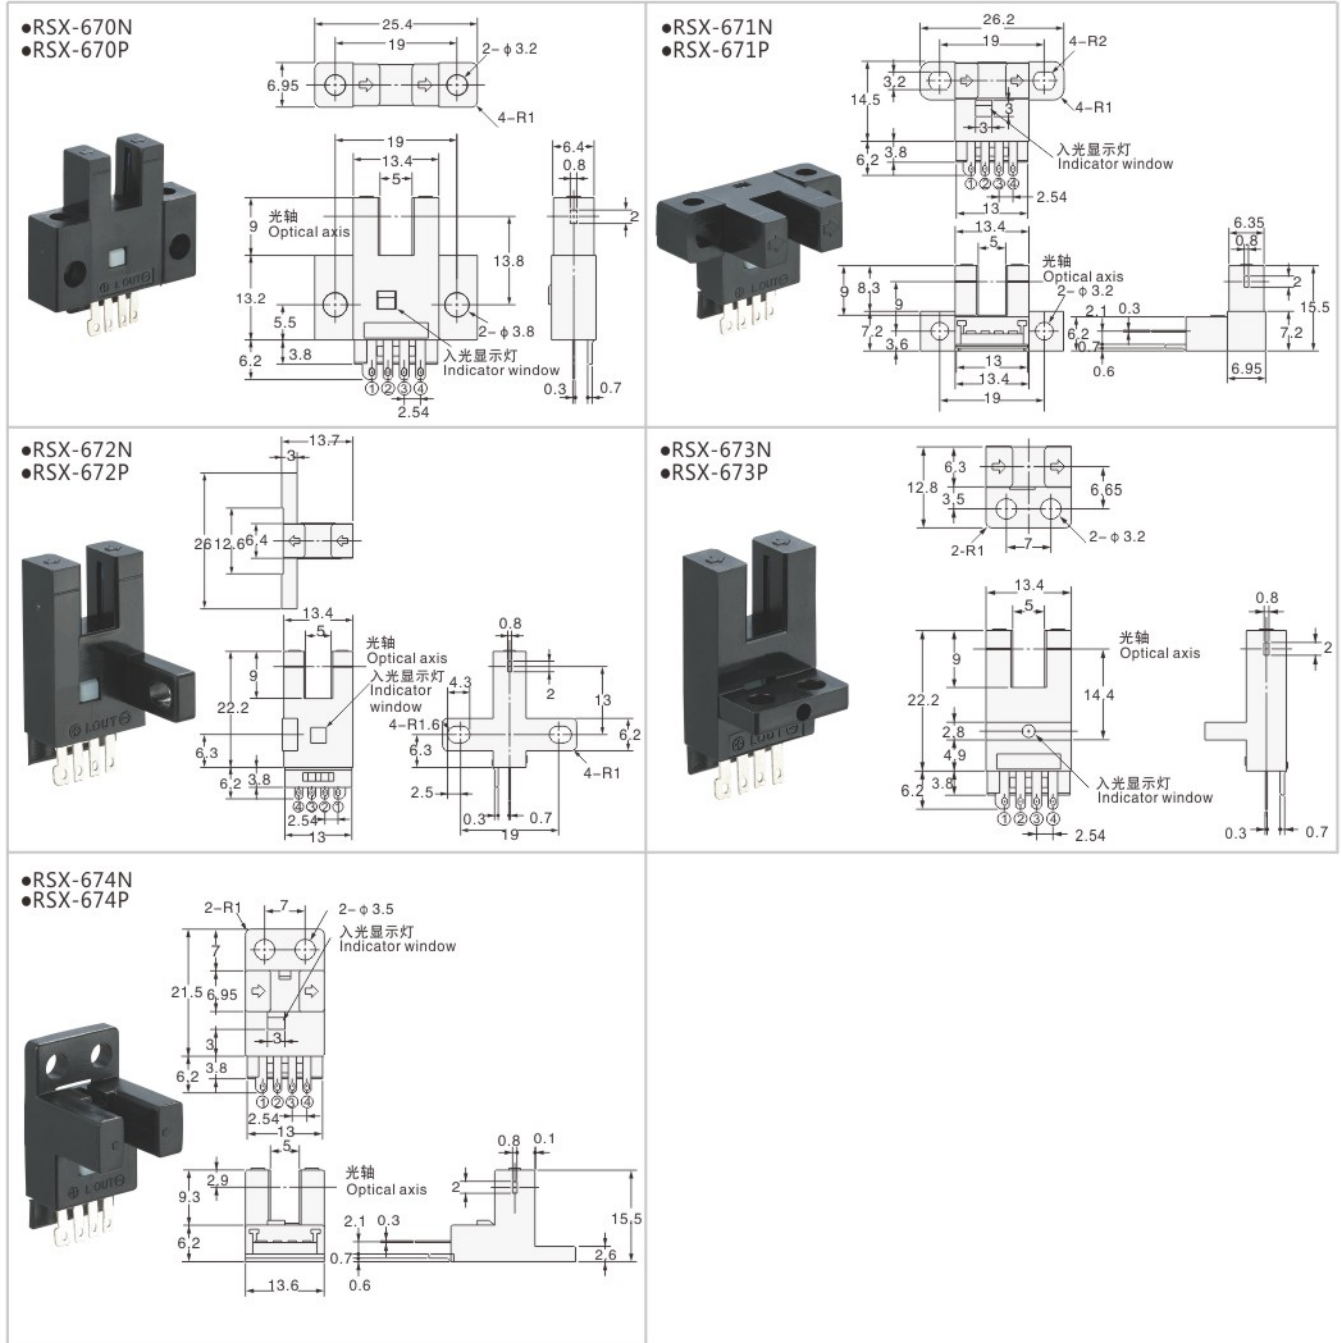 ●RSX-670N
●RSX-670P
25.4
19
2-φ3.2
6.95
4-R1
19
13.4
5
6.4
0.8
光轴
Optical axis
9
2
13.8
13.2
5.5
2-φ3.8
6.2
3.8
入光显示灯
Indicator window
①②③④
2.54
0.3
0.7
L OUT
●RSX-671N
●RSX-671P
26.2
19
4-R2
3.2
14.5
3
3
4-R1
3.8
6.2
入光显示灯
Indicator window
①②③④
2.54
13
13.4
5
6.35
0.8
光轴
Optical axis
2-φ3.2
9
8.3
9
2
15.5
2.1
0.3
7.2
3.6
6.2
0.7
0.6
7.2
13
13.4
6.95
19
L OUT
●RSX-672N
●RSX-672P
13.7
3
26
12.6
6.4
13.4
5
0.8
光轴
Optical axis
入光显示灯
Indicator
window
9
22.2
4.3
2
13
4-R1.6
6.3
6.3
6.2
4-R1
6.2
3.8
④③②①
2.54
13
2.5
0.3
0.7
19
L OUT
●RSX-673N
●RSX-673P
6.3
12.8
3.5
6.65
2-R1
7
2-φ3.2
13.4
5
0.8
光轴
Optical axis
9
2
22.2
14.4
2.8
4.9
3.8
6.2
入光显示灯
Indicator window
①②③④
2.54
0.3
0.7
L OUT
●RSX-674N
●RSX-674P
2-R1
7
2-φ3.5
入光显示灯
Indicator window
7
21.5
6.95
3
3
3.8
6.2
①②③④
2.54
13
5
0.8
0.1
光轴
Optical axis
2.9
9.3
2
15.5
2.1
0.3
6.2
0.7
2.6
13.6
0.6
L OUT